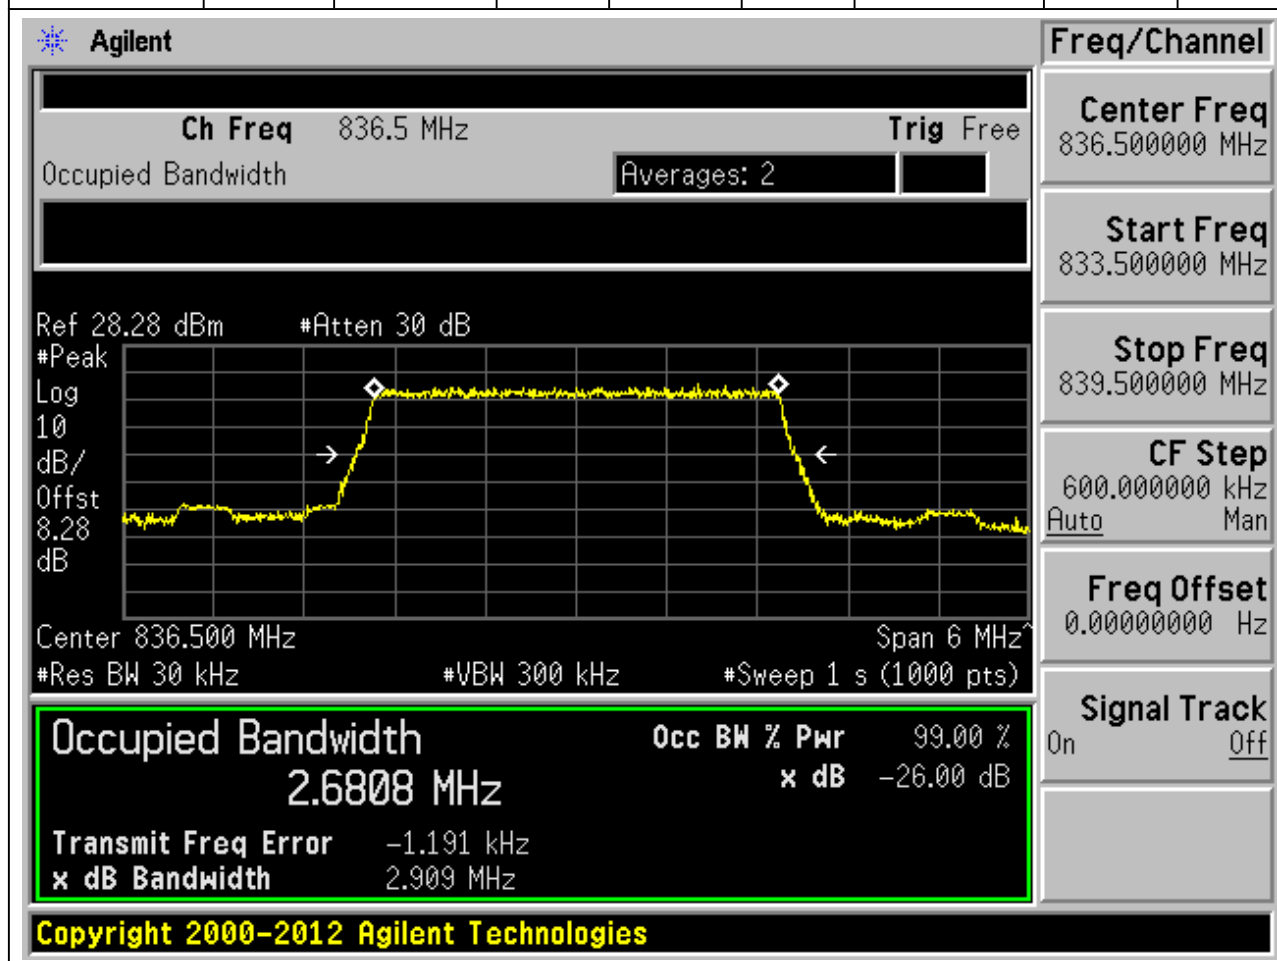 Agilent
Freq/Channel
Ch Freq 836.5 MHz Trig Free
Occupied Bandwidth Averages: 2
Center Freq
836.500000 MHz
Start Freq
833.500000 MHz
Stop Freq
839.500000 MHz
CF Step
600.000000 kHz
Auto Man
Freq Offset
0.00000000 Hz
Signal Track
On Off
Ref 28.28 dBm #Atten 30 dB
#Peak
Log
10
dB/
Offst
8.28
dB
Center 836.500 MHz Span 6 MHz^
#Res BW 30 kHz #VBW 300 kHz #Sweep 1 s (1000 pts)
Occupied Bandwidth Occ BW % Pwr 99.00 %
2.6808 MHz x dB -26.00 dB
Transmit Freq Error -1.191 kHz
x dB Bandwidth 2.909 MHz
Copyright 2000-2012 Agilent Technologies